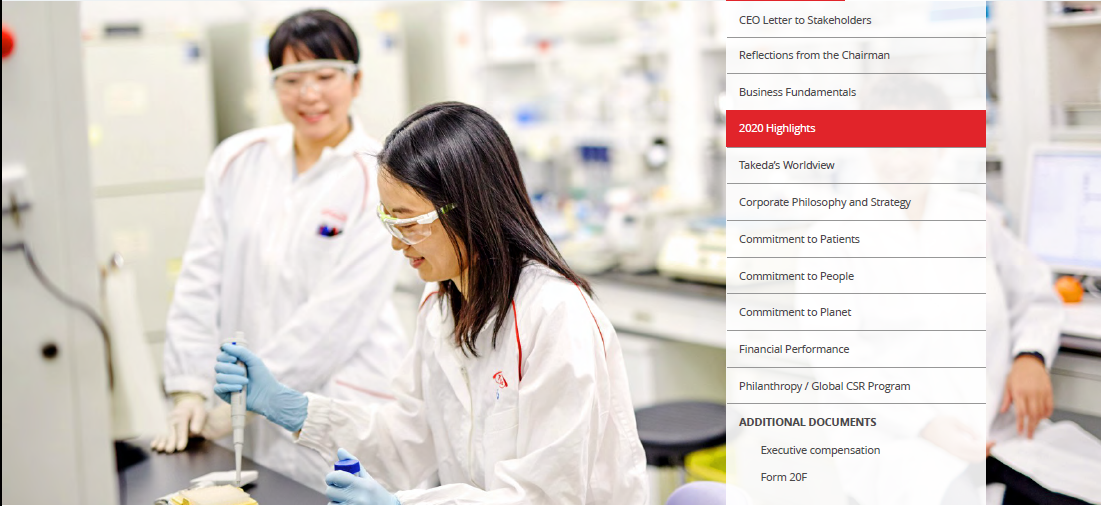 CEO Letter to Stakeholders
Reflections from the Chairman
Business Fundamentals
2020 Highlights
Takeda's Worldview
Corporate Philosophy and Strategy
Commitment to Patients
Commitment to People
Commitment to Planet
Financial Performance
Philanthropy / Global CSR Program
ADDITIONAL DOCUMENTS
Executive compensation
Form 20F